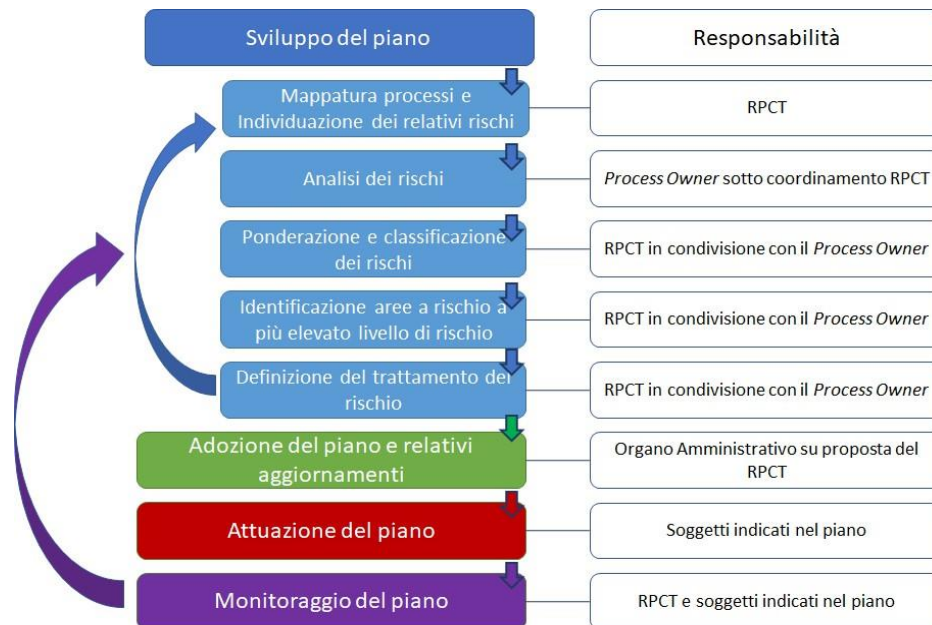 Sviluppo del piano
Responsabilità
Mappatura processi e
Individuazione dei relativi rischi
RPCT
Analisi dei rischi
Process Owner sotto coordinamento RPCT
Ponderazione e classificazione
dei rischi
RPCT in condivisione con il Process Owner
Identificazione aree a rischio a
più elevato livello di rischio
RPCT in condivisione con il Process Owner
Definizione del trattamento del
rischio
RPCT in condivisione con il Process Owner
Adozione del piano e relativi
aggiornamenti
Organo Amministrativo su proposta del
RPCT
Attuazione del piano
Soggetti indicati nel piano
Monitoraggio del piano
RPCT e soggetti indicati nel piano